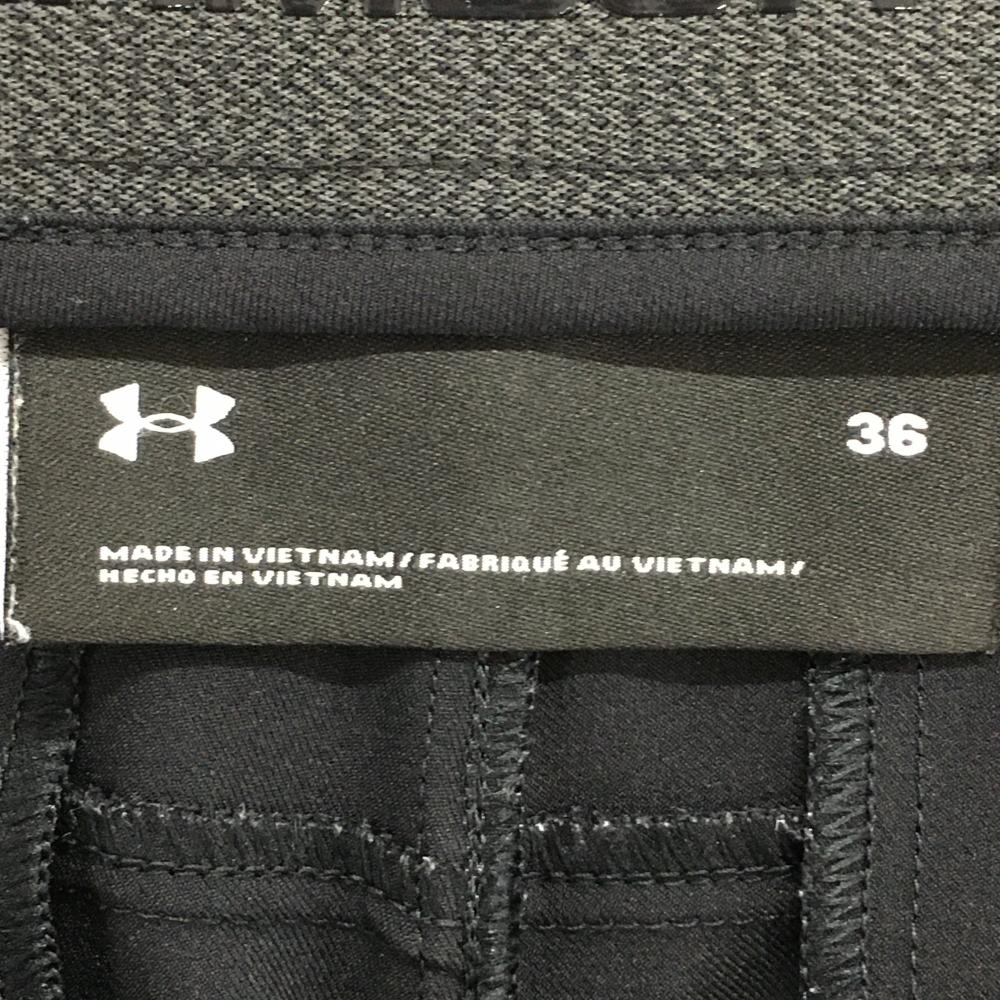 36
MADE IN VIETNAM / FABRIQUÉ AU VIETNAM /
HECHO EN VIETNAM